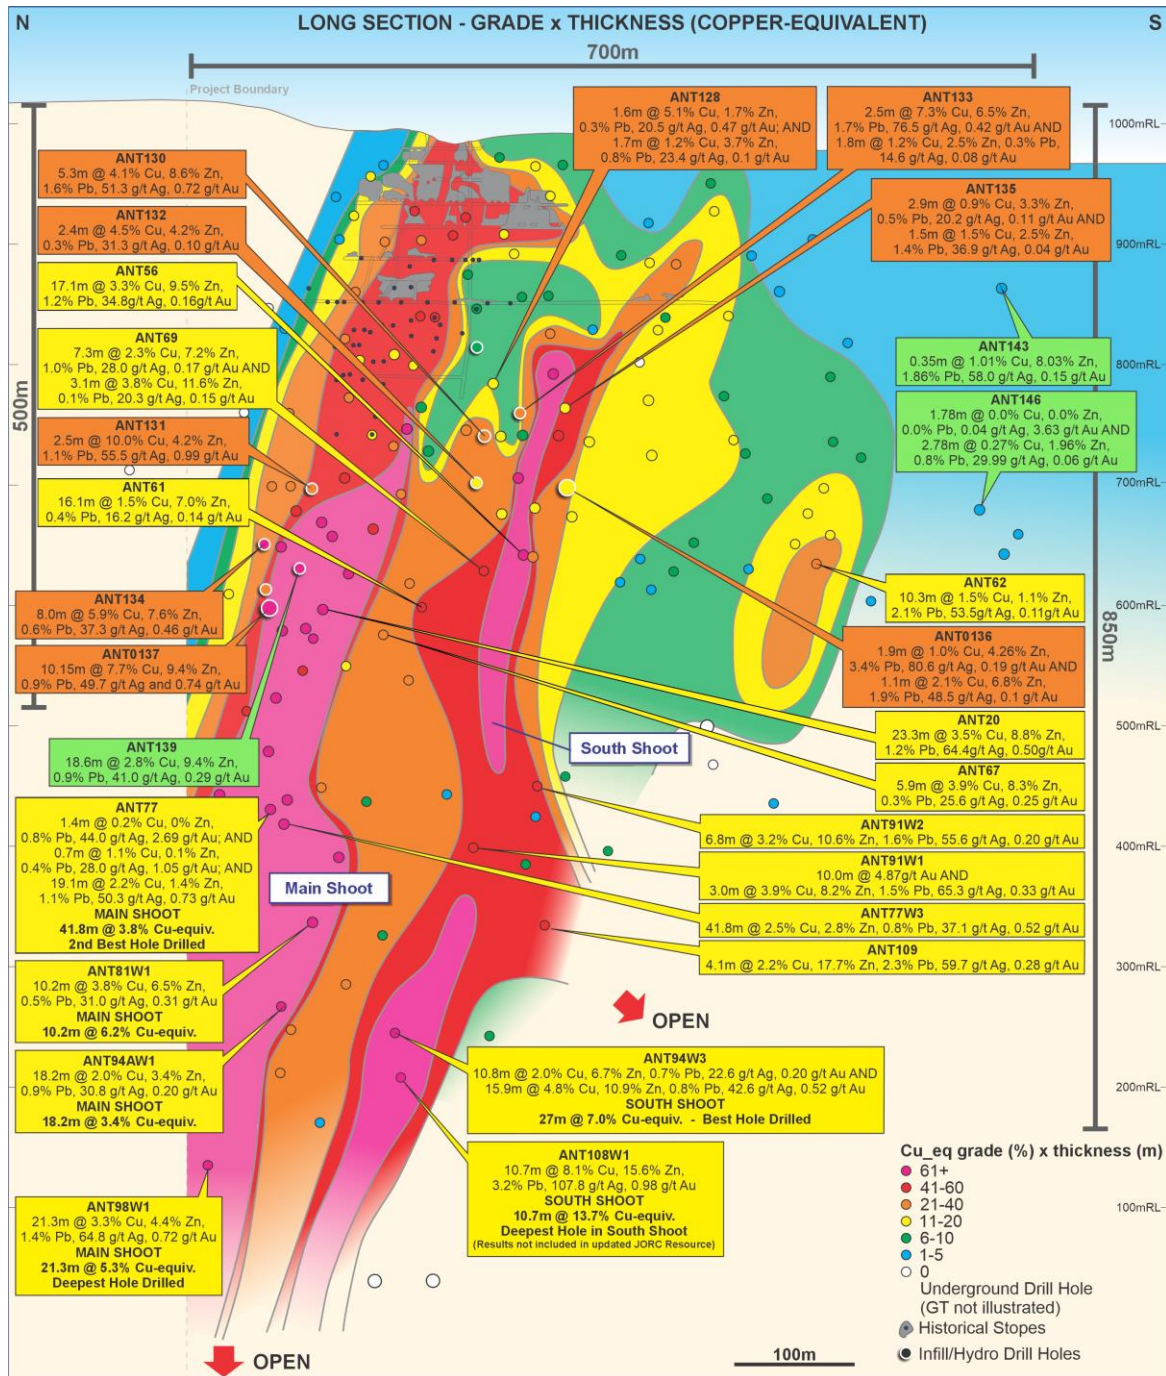 N
LONG SECTION - GRADE x THICKNESS (COPPER-EQUIVALENT)
S
700m
Project Boundary
500m
850m
1000mRL
900mRL
800mRL
700mRL
600mRL
500mRL
400mRL
300mRL
200mRL
100mRL
ANT130
5.3m @ 4.1% Cu, 8.6% Zn,
1.6% Pb, 51.3 g/t Ag, 0.72 g/t Au
ANT132
2.4m @ 4.5% Cu, 4.2% Zn,
0.3% Pb, 31.3 g/t Ag, 0.10 g/t Au
ANT56
17.1m @ 3.3% Cu, 9.5% Zn,
1.2% Pb, 34.8g/t Ag, 0.16g/t Au
ANT69
7.3m @ 2.3% Cu, 7.2% Zn,
1.0% Pb, 28.0 g/t Ag, 0.17 g/t Au AND
3.1m @ 3.8% Cu, 11.6% Zn,
0.1% Pb, 20.3 g/t Ag, 0.15 g/t Au
ANT131
2.5m @ 10.0% Cu, 4.2% Zn,
1.1% Pb, 55.5 g/t Ag, 0.99 g/t Au
ANT61
16.1m @ 1.5% Cu, 7.0% Zn,
0.4% Pb, 16.2 g/t Ag, 0.14 g/t Au
ANT134
8.0m @ 5.9% Cu, 7.6% Zn,
0.6% Pb, 37.3 g/t Ag, 0.46 g/t Au
ANT0137
10.15m @ 7.7% Cu, 9.4% Zn,
0.9% Pb, 49.7 g/t Ag and 0.74 g/t Au
ANT139
18.6m @ 2.8% Cu, 9.4% Zn,
0.9% Pb, 41.0 g/t Ag, 0.29 g/t Au
ANT77
1.4m @ 0.2% Cu, 0% Zn,
0.8% Pb, 44.0 g/t Ag, 2.69 g/t Au; AND
0.7m @ 1.1% Cu, 0.1% Zn,
0.4% Pb, 28.0 g/t Ag, 1.05 g/t Au; AND
19.1m @ 2.2% Cu, 1.4% Zn,
1.1% Pb, 50.3 g/t Ag, 0.73 g/t Au
MAIN SHOOT
41.8m @ 3.8% Cu-equiv.
2nd Best Hole Drilled
ANT81W1
10.2m @ 3.8% Cu, 6.5% Zn,
0.5% Pb, 31.0 g/t Ag, 0.31 g/t Au
MAIN SHOOT
10.2m @ 6.2% Cu-equiv.
ANT94AW1
18.2m @ 2.0% Cu, 3.4% Zn,
0.9% Pb, 30.8 g/t Ag, 0.20 g/t Au
MAIN SHOOT
18.2m @ 3.4% Cu-equiv.
ANT98W1
21.3m @ 3.3% Cu, 4.4% Zn,
1.4% Pb, 64.8 g/t Ag, 0.72 g/t Au
MAIN SHOOT
21.3m @ 5.3% Cu-equiv.
Deepest Hole Drilled
ANT128
1.6m @ 5.1% Cu, 1.7% Zn,
0.3% Pb, 20.5 g/t Ag, 0.47 g/t Au; AND
1.7m @ 1.2% Cu, 3.7% Zn,
0.8% Pb, 23.4 g/t Ag, 0.1 g/t Au
ANT133
2.5m @ 7.3% Cu, 6.5% Zn,
1.7% Pb, 76.5 g/t Ag, 0.42 g/t Au AND
1.8m @ 1.2% Cu, 2.5% Zn, 0.3% Pb,
14.6 g/t Ag, 0.08 g/t Au
ANT135
2.9m @ 0.9% Cu, 3.3% Zn,
0.5% Pb, 20.2 g/t Ag, 0.11 g/t Au AND
1.5m @ 1.5% Cu, 2.5% Zn,
1.4% Pb, 36.9 g/t Ag, 0.04 g/t Au
ANT143
0.35m @ 1.01% Cu, 8.03% Zn,
1.86% Pb, 58.0 g/t Ag, 0.15 g/t Au
ANT146
1.78m @ 0.0% Cu, 0.0% Zn,
0.0% Pb, 0.04 g/t Ag, 3.63 g/t Au AND
2.78m @ 0.27% Cu, 1.96% Zn,
0.8% Pb, 29.99 g/t Ag, 0.06 g/t Au
ANT62
10.3m @ 1.5% Cu, 1.1% Zn,
2.1% Pb, 53.5g/t Ag, 0.11g/t Au
ANT0136
1.9m @ 1.0% Cu, 4.26% Zn,
3.4% Pb, 80.6 g/t Ag, 0.19 g/t Au AND
1.1m @ 2.1% Cu, 6.8% Zn,
1.9% Pb, 48.5 g/t Ag, 0.1 g/t Au
ANT20
23.3m @ 3.5% Cu, 8.8% Zn,
1.2% Pb, 64.4g/t Ag, 0.50g/t Au
ANT67
5.9m @ 3.9% Cu, 8.3% Zn,
0.3% Pb, 25.6 g/t Ag, 0.25 g/t Au
ANT91W2
6.8m @ 3.2% Cu, 10.6% Zn, 1.6% Pb, 55.6 g/t Ag, 0.20 g/t Au
ANT91W1
10.0m @ 4.87g/t Au AND
3.0m @ 3.9% Cu, 8.2% Zn, 1.5% Pb, 65.3 g/t Ag, 0.33 g/t Au
ANT77W3
41.8m @ 2.5% Cu, 2.8% Zn, 0.8% Pb, 37.1 g/t Ag, 0.52 g/t Au
ANT109
4.1m @ 2.2% Cu, 17.7% Zn, 2.3% Pb, 59.7 g/t Ag, 0.28 g/t Au
South Shoot
Main Shoot
OPEN
ANT94W3
10.8m @ 2.0% Cu, 6.7% Zn, 0.7% Pb, 22.6 g/t Ag, 0.20 g/t Au AND
15.9m @ 4.8% Cu, 10.9% Zn, 0.8% Pb, 42.6 g/t Ag, 0.52 g/t Au
SOUTH SHOOT
27m @ 7.0% Cu-equiv. - Best Hole Drilled
ANT108W1
10.7m @ 8.1% Cu, 15.6% Zn,
3.2% Pb, 107.8 g/t Ag, 0.98 g/t Au
SOUTH SHOOT
10.7m @ 13.7% Cu-equiv.
Deepest Hole in South Shoot
(Results not included in updated JORC Resource)
OPEN
100m
Cu_eq grade (%) x thickness (m)
61+
41-60
21-40
11-20
6-10
1-5
0
Underground Drill Hole
(GT not illustrated)
Historical Stopes
Infill/Hydro Drill Holes